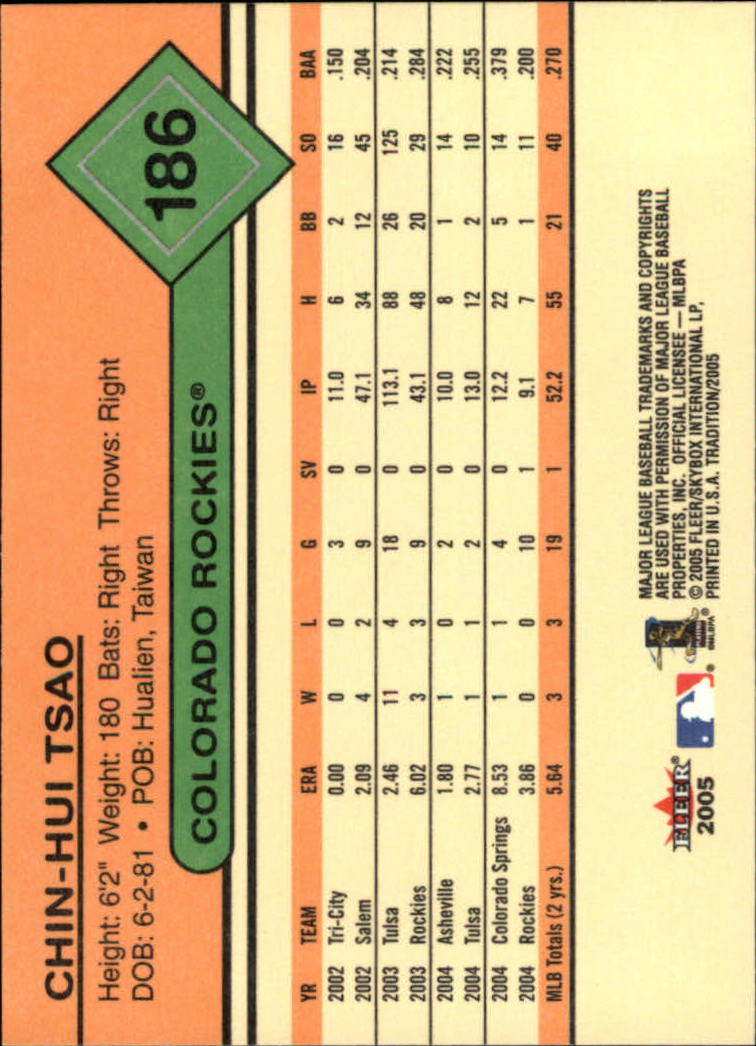 CHIN-HUI TSAO
Height: 6'2" Weight: 180 Bats: Right Throws: Right
DOB: 6-2-81 • POB: Hualien, Taiwan
186
COLORADO ROCKIES®
YR TEAM ERA W L G SV IP H BB SO BAA
2002 Tri-City 0.00 0 0 3 0 11.0 6 2 16 .150
2002 Salem 2.09 4 2 9 0 47.1 34 12 45 .204
2003 Tulsa 2.46 11 4 18 0 113.1 88 26 125 .214
2003 Rockies 6.02 3 3 9 0 43.1 48 20 29 .284
2004 Asheville 1.80 1 0 2 0 10.0 8 1 14 .222
2004 Tulsa 2.77 1 1 2 0 13.0 12 2 10 .255
2004 Colorado Springs 8.53 1 1 4 0 12.2 22 5 14 .379
2004 Rockies 3.86 0 0 10 1 9.1 7 1 11 .200
MLB Totals (2 yrs.) 5.64 3 3 19 1 52.2 55 21 40 .270
FLEER®
2005
MAJOR LEAGUE BASEBALL TRADEMARKS AND COPYRIGHTS
ARE USED WITH PERMISSION OF MAJOR LEAGUE BASEBALL
PROPERTIES, INC. OFFICIAL LICENSEE — MLBPA
© 2005 FLEER/SKYBOX INTERNATIONAL LP,
PRINTED IN U.S.A. TRADITION/2005